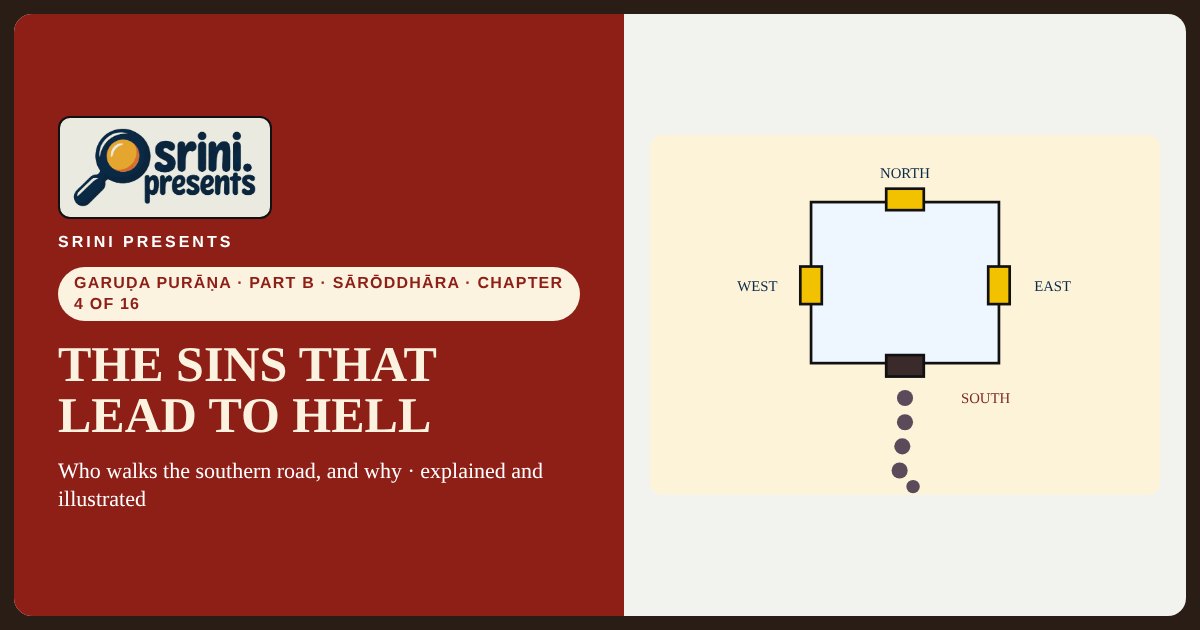 srini.
presents
SRINI PRESENTS
GARUḌA PURĀṆA · PART B · SĀRŌDDHĀRA · CHAPTER
4 OF 16
THE SINS THAT
LEAD TO HELL
Who walks the southern road, and why · explained and
illustrated
NORTH
WEST
EAST
SOUTH